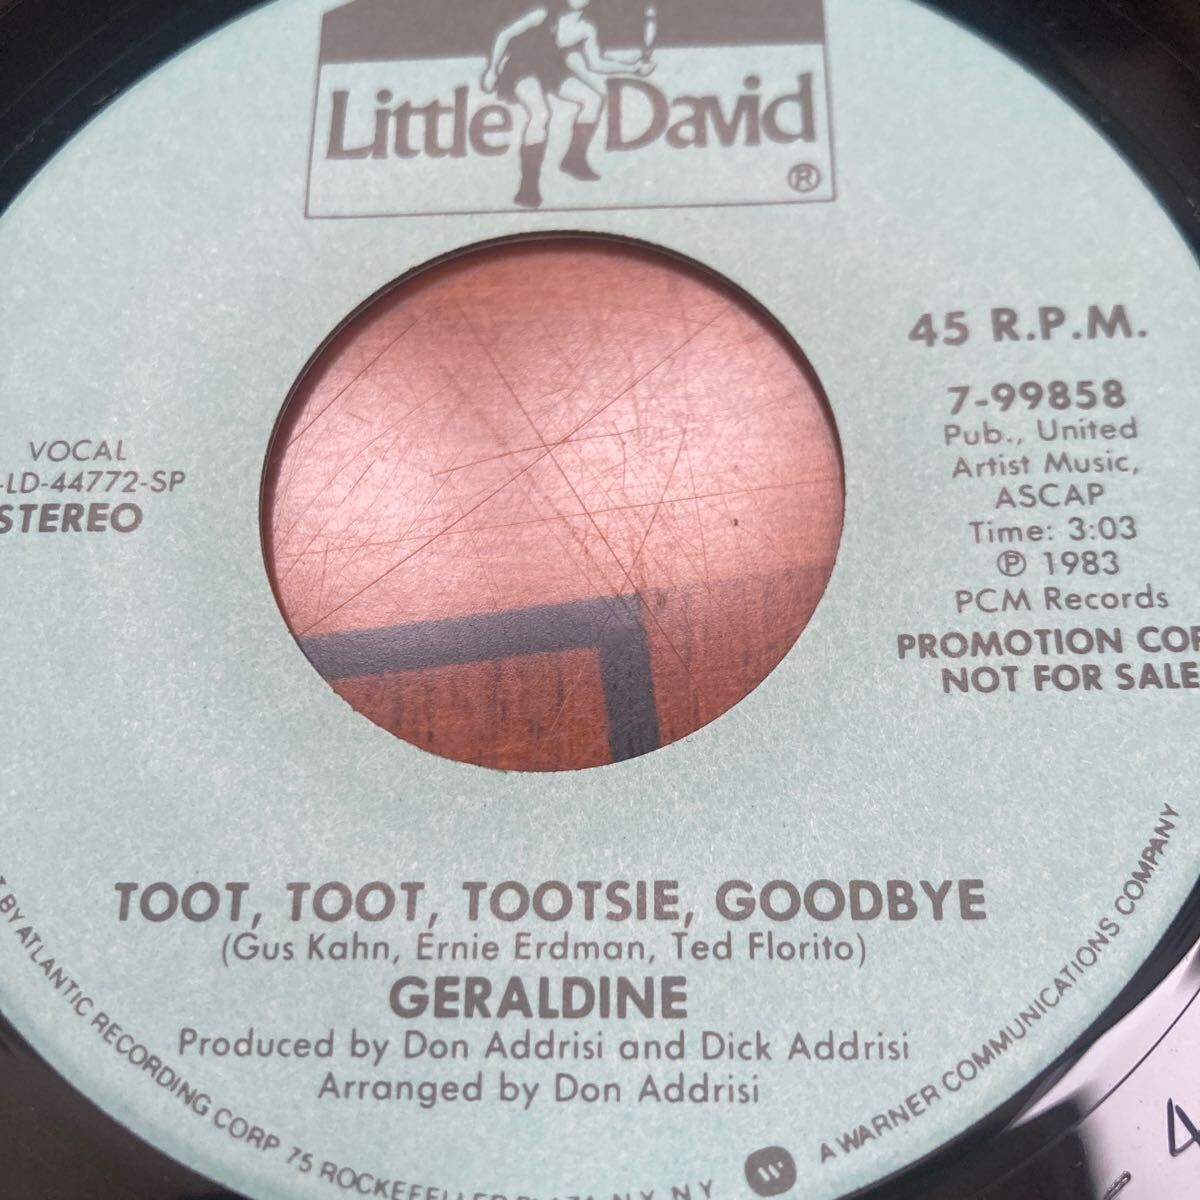 Little David
®
45 R.P.M.
7-99858
Pub., United
Artist Music,
ASCAP
Time: 3:03
℗ 1983
PCM Records
PROMOTION
NOT FOR SALE
VOCAL
-LD-44772-SP
STEREO
TOOT, TOOT, TOOTSIE, GOODBYE
(Gus Kahn, Ernie Erdman, Ted Florito)
GERALDINE
Produced by Don Addrisi and Dick Addrisi
Arranged by Don Addrisi
BY ATLANTIC RECORDING CORP 75 ROCKEFELLER PLAZA N.Y. N.Y. A WARNER COMMUNICATIONS COMPANY
4